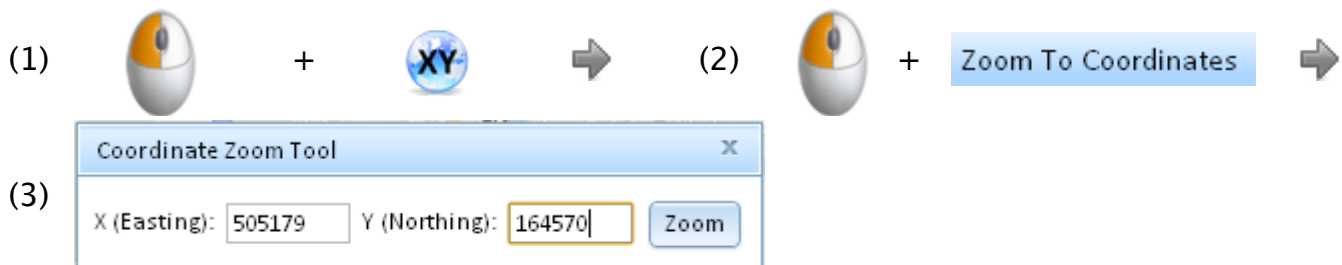 (1) + XY (2) + Zoom To Coordinates
Coordinate Zoom Tool x
(3)
X (Easting): 505179 Y (Northing): 164570 Zoom